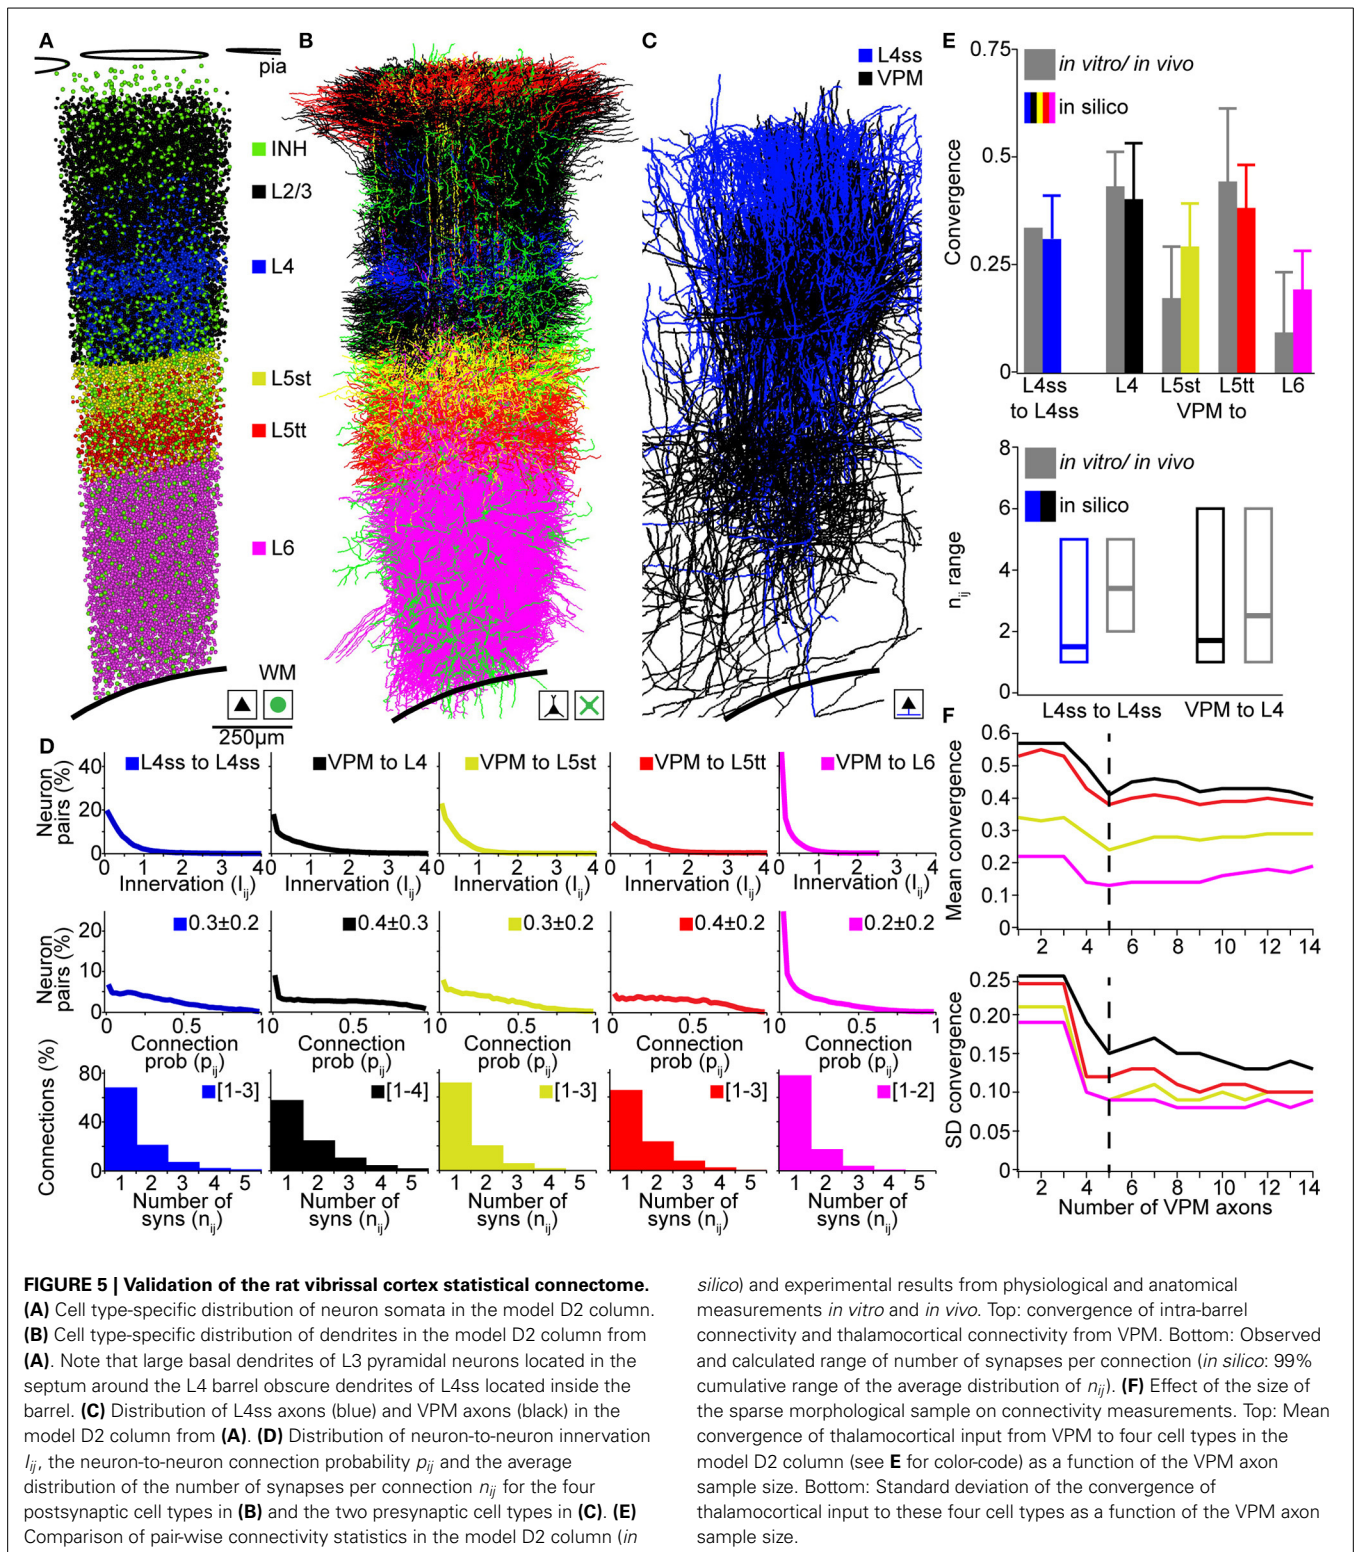 A
pia
INH
L2/3
L4
L5st
L5tt
L6
WM
250µm
B
C
L4ss
VPM
E
0.75
0.5
0.25
0
Convergence
in vitro/ in vivo
in silico
L4ss
to L4ss
L4
L5st
L5tt
L6
VPM to
8
6
4
2
0
nij range
in vitro/ in vivo
in silico
L4ss to L4ss
VPM to L4
D
L4ss to L4ss
VPM to L4
VPM to L5st
VPM to L5tt
VPM to L6
Neuron
pairs (%)
40
20
0
0 1 2 3 4
0 1 2 3 4
0 1 2 3 4
0 1 2 3 4
0 1 2 3 4
Innervation (Iij)
Innervation (Iij)
Innervation (Iij)
Innervation (Iij)
Innervation (Iij)
0.3±0.2
0.4±0.3
0.3±0.2
0.4±0.2
0.2±0.2
Neuron
pairs (%)
20
10
0
0 0.5 1
0 0.5 1
0 0.5 1
0 0.5 1
0 0.5 1
Connection
prob (pij)
Connection
prob (pij)
Connection
prob (pij)
Connection
prob (pij)
Connection
prob (pij)
[1-3]
[1-4]
[1-3]
[1-3]
[1-2]
Connections (%)
80
40
0
1 2 3 4 5
1 2 3 4 5
1 2 3 4 5
1 2 3 4 5
1 2 3 4 5
Number of
syns (nij)
Number of
syns (nij)
Number of
syns (nij)
Number of
syns (nij)
Number of
syns (nij)
F
0.6
0.5
0.4
0.3
0.2
0.1
Mean convergence
2 4 6 8 10 12 14
0.25
0.20
0.15
0.10
0.05
0
SD convergence
2 4 6 8 10 12 14
Number of VPM axons
FIGURE 5 | Validation of the rat vibrissal cortex statistical connectome.
(A) Cell type-specific distribution of neuron somata in the model D2 column.
(B) Cell type-specific distribution of dendrites in the model D2 column from
(A). Note that large basal dendrites of L3 pyramidal neurons located in the
septum around the L4 barrel obscure dendrites of L4ss located inside the
barrel. (C) Distribution of L4ss axons (blue) and VPM axons (black) in the
model D2 column from (A). (D) Distribution of neuron-to-neuron innervation
Iij, the neuron-to-neuron connection probability pij and the average
distribution of the number of synapses per connection nij for the four
postsynaptic cell types in (B) and the two presynaptic cell types in (C). (E)
Comparison of pair-wise connectivity statistics in the model D2 column (in
silico) and experimental results from physiological and anatomical
measurements in vitro and in vivo. Top: convergence of intra-barrel
connectivity and thalamocortical connectivity from VPM. Bottom: Observed
and calculated range of number of synapses per connection (in silico: 99%
cumulative range of the average distribution of nij). (F) Effect of the size of
the sparse morphological sample on connectivity measurements. Top: Mean
convergence of thalamocortical input from VPM to four cell types in the
model D2 column (see E for color-code) as a function of the VPM axon
sample size. Bottom: Standard deviation of the convergence of
thalamocortical input to these four cell types as a function of the VPM axon
sample size.